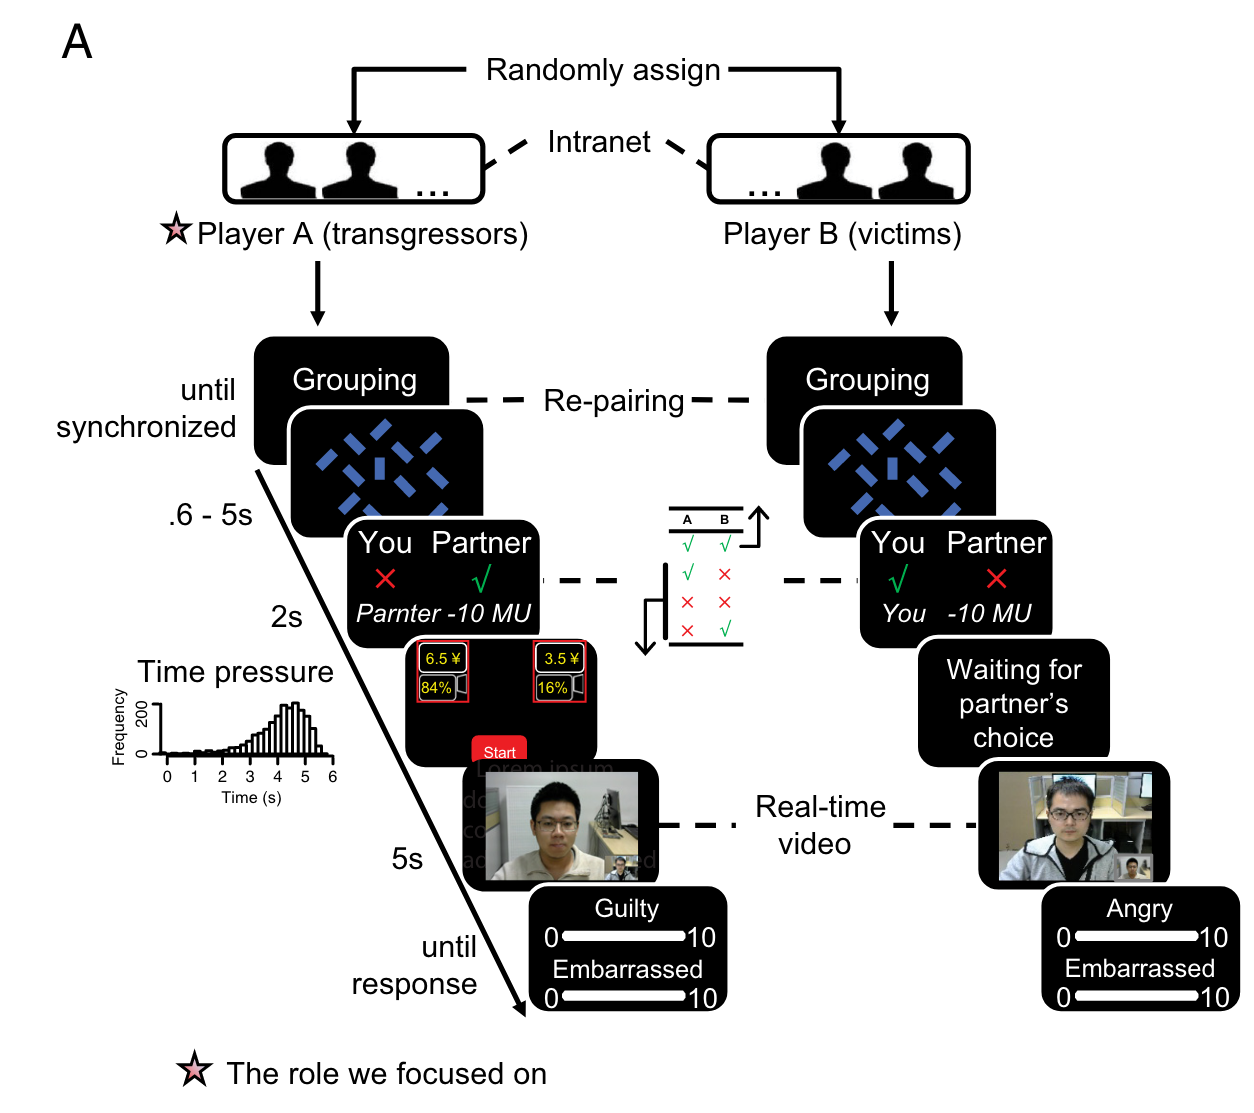 A
Randomly assign
Intranet
...
...
Player A (transgressors)
Player B (victims)
Grouping
Grouping
until
synchronized
Re-pairing
.6 - 5s
You Partner
× √
Parnter -10 MU
A B
√ √
√ ×
× ×
× √
You Partner
√ ×
You -10 MU
2s
6.5 ¥
84%
3.5 ¥
16%
Start
Waiting for
partner's
choice
Time pressure
Frequency
0 200
0 1 2 3 4 5 6
Time (s)
Lorem ipsum
Real-time
video
5s
Guilty
0 10
Embarrassed
0 10
Angry
0 10
Embarrassed
0 10
until
response
The role we focused on